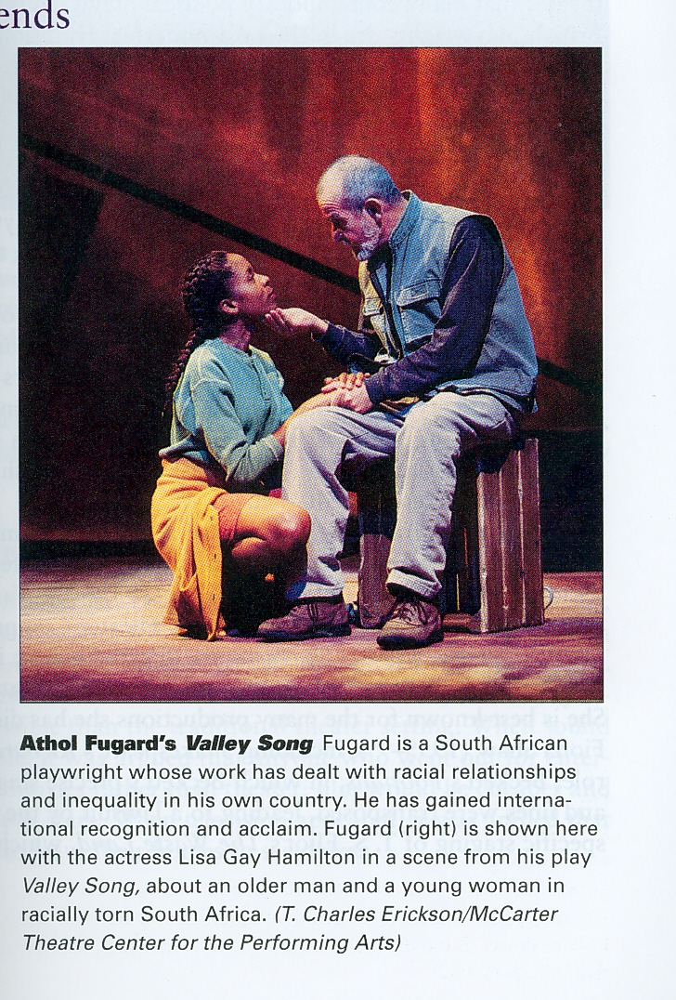 ends
Athol Fugard's Valley Song Fugard is a South African
playwright whose work has dealt with racial relationships
and inequality in his own country. He has gained interna-
tional recognition and acclaim. Fugard (right) is shown here
with the actress Lisa Gay Hamilton in a scene from his play
Valley Song, about an older man and a young woman in
racially torn South Africa. (T. Charles Erickson/McCarter
Theatre Center for the Performing Arts)